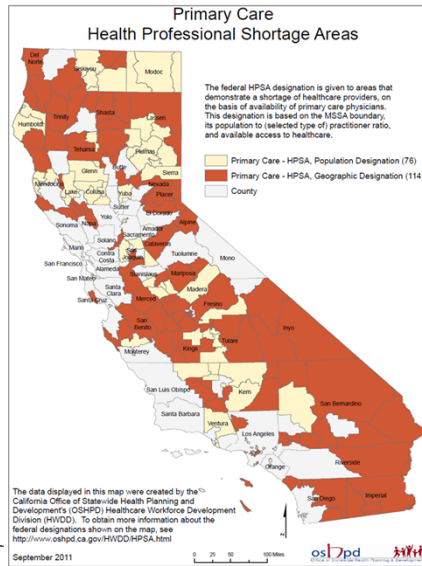 Primary Care
Health Professional Shortage Areas
The federal HPSA designation is given to areas that
demonstrate a shortage of healthcare providers, on
the basis of availability of primary care physicians.
This designation is based on the MSSA boundary,
its population to (selected type of) practitioner ratio,
and available access to healthcare.
Primary Care - HPSA, Population Designation (76)
Primary Care - HPSA, Geographic Designation (114
County
Del
Norte
Siskiyou
Modoc
Trinity
Shasta
Lassen
Humboldt
Tehama
Plumas
Glenn
Butte
Sierra
Mendocino
Lake
Colusa
Yuba
Nevada
Placer
Sutter
El Dorado
Yolo
Sonoma
Napa
Amador
Alpine
Sacramento
Solano
Calaveras
Marin
San
Joaquin
Tuolumne
Mono
Contra
Costa
San Francisco
Alameda
Stanislaus
Mariposa
San Mateo
Santa
Clara
Madera
Santa Cruz
Merced
Fresno
San
Benito
Inyo
Tulare
Monterey
Kings
San Luis Obispo
Kern
San Bernardino
Santa Barbara
Ventura
Los Angeles
Orange
Riverside
San Diego
Imperial
The data displayed in this map were created by the
California Office of Statewide Health Planning and
Development's (OSHPD) Healthcare Workforce Development
Division (HWDD). To obtain more information about the
federal designations shown on the map, see
http://www.oshpd.ca.gov/HWDD/HPSA.html
September 2011
0 25 50 100 Miles
oshpd
Office of Statewide Health Planning & Development